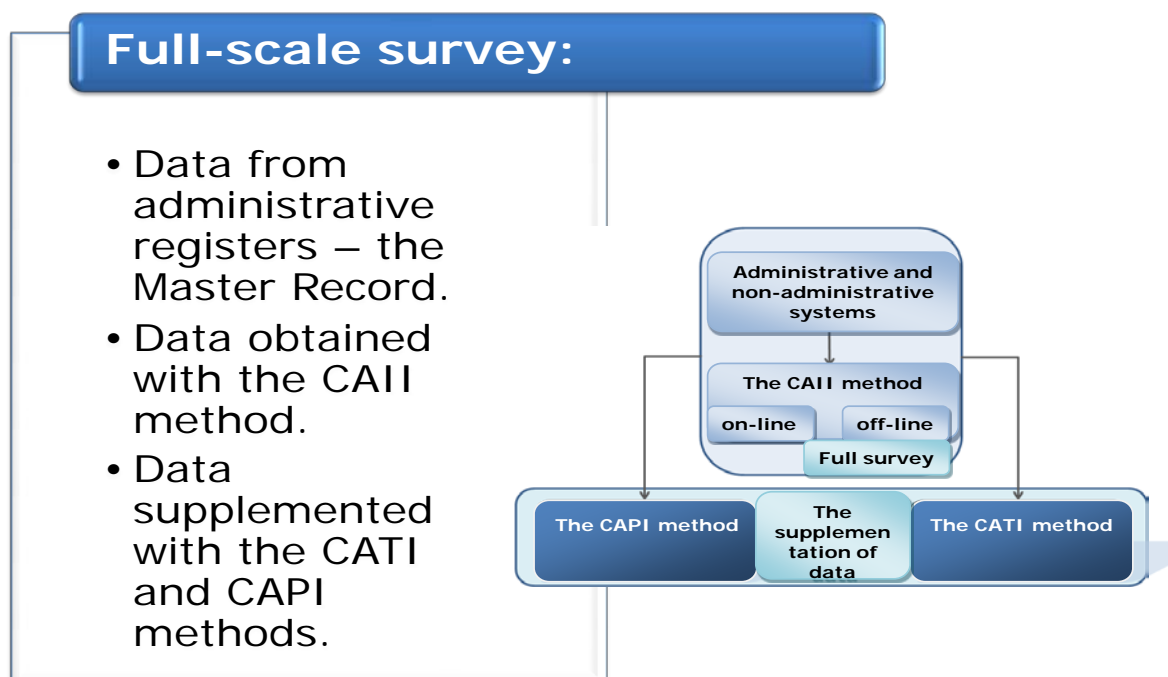 Full-scale survey:
• Data from
administrative
registers – the
Master Record.
• Data obtained
with the CAII
method.
• Data
supplemented
with the CATI
and CAPI
methods.
Administrative and
non-administrative
systems
The CAII method
on-line
off-line
Full survey
The CAPI method
The
supplemen
tation of
data
The CATI method